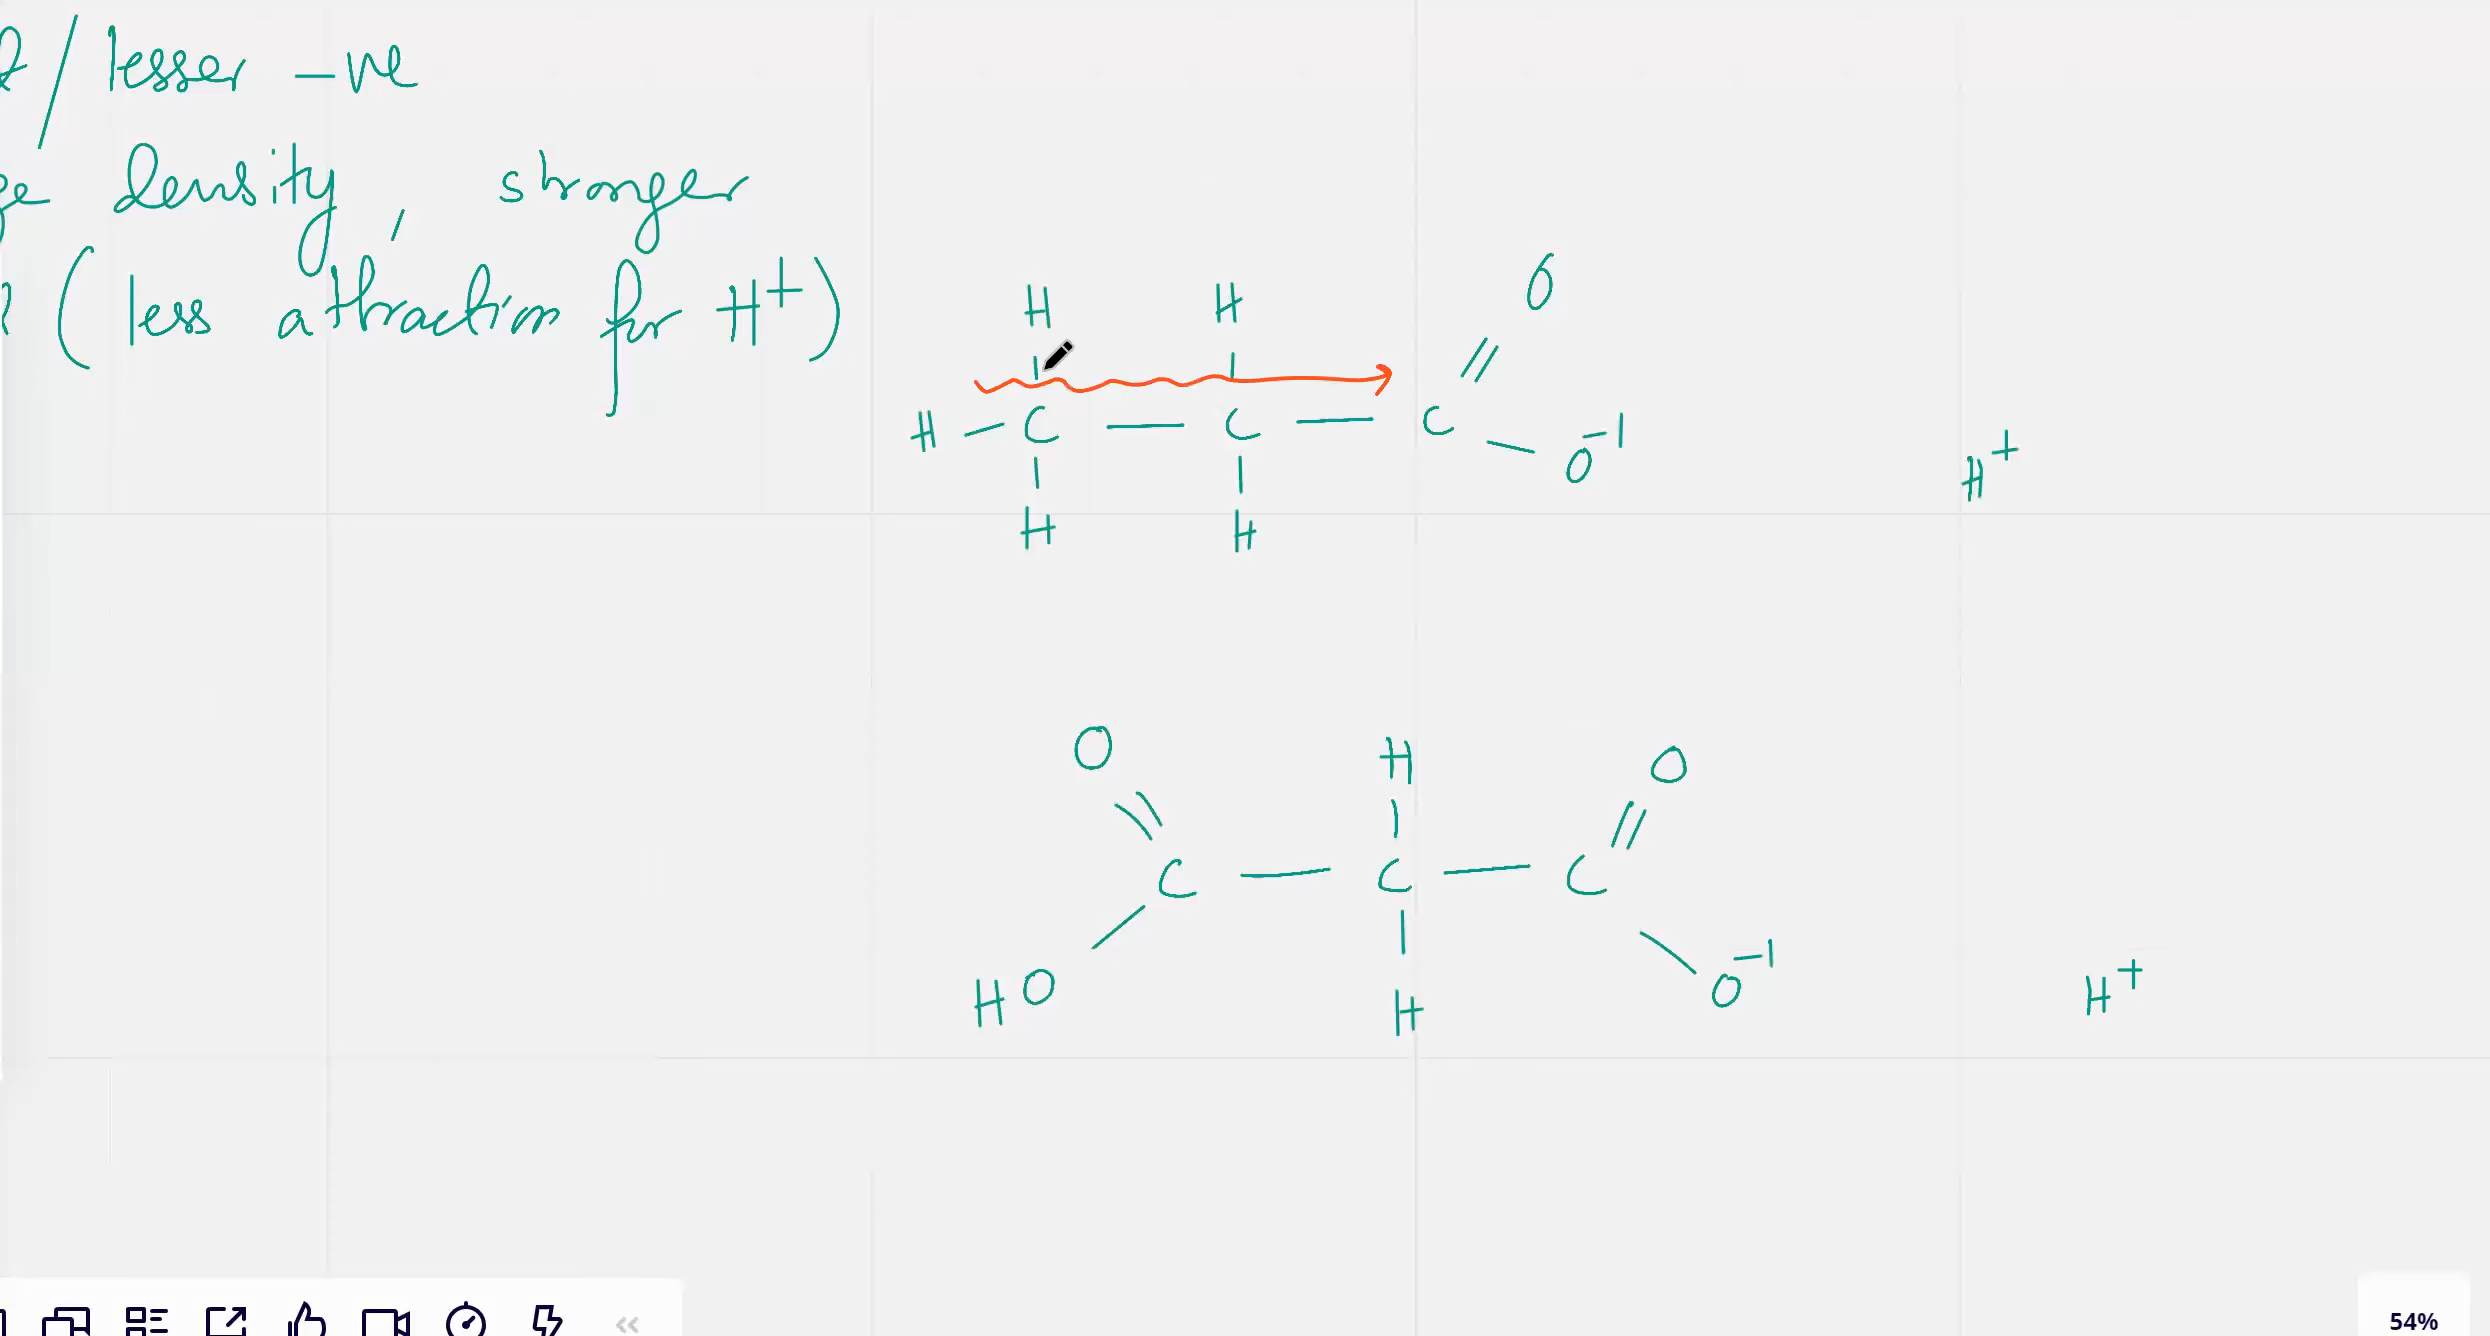 / lesser -ve
density, stronger
( less attraction for H+ )
H H O
H - C - C - C O-1 H+
H H
O H O
C - C - C
HO H O-1 H+
54%